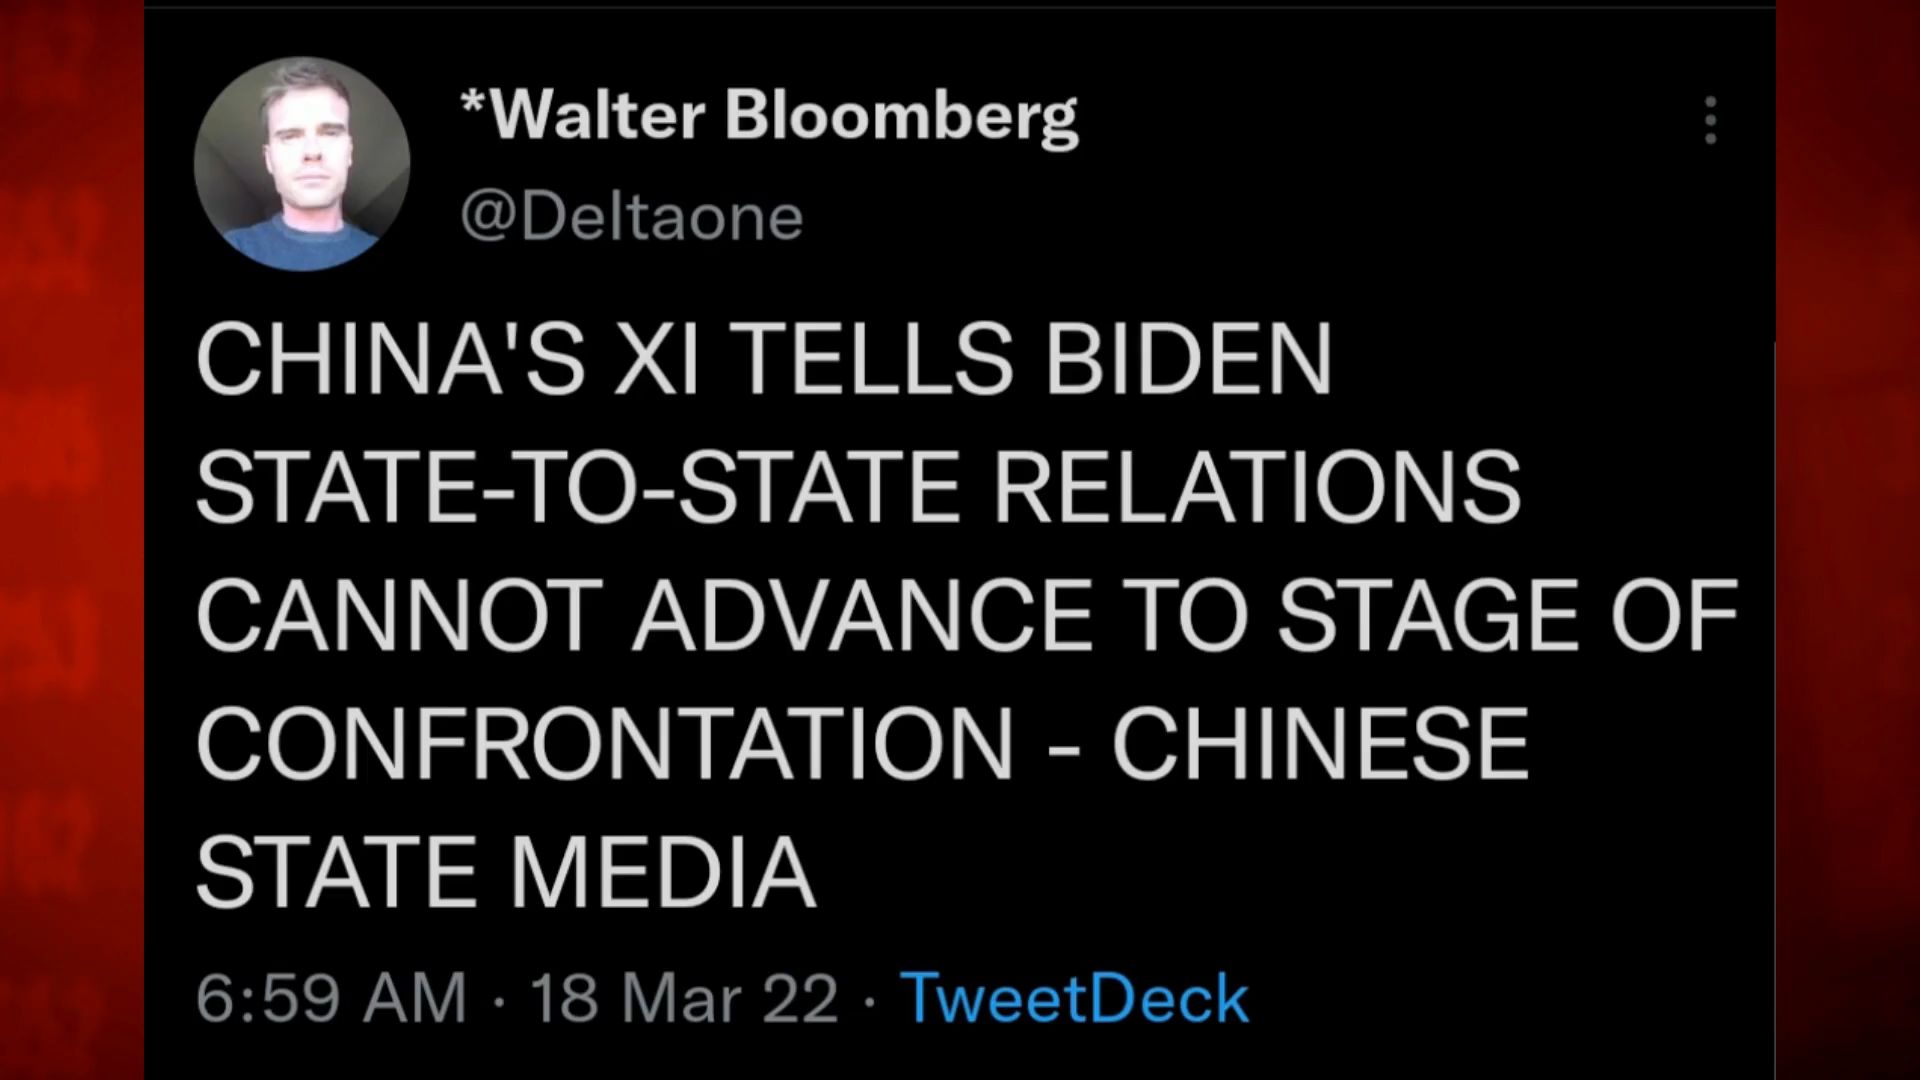 *Walter Bloomberg
@Deltaone
CHINA'S XI TELLS BIDEN
STATE-TO-STATE RELATIONS
CANNOT ADVANCE TO STAGE OF
CONFRONTATION - CHINESE
STATE MEDIA
6:59 AM · 18 Mar 22 · TweetDeck